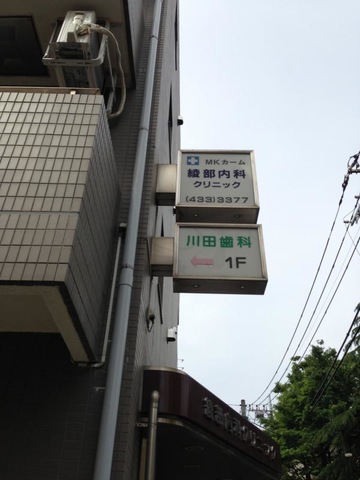 MKカーム
綾部内科
クリニック
(433)3377
川田歯科
← 1F